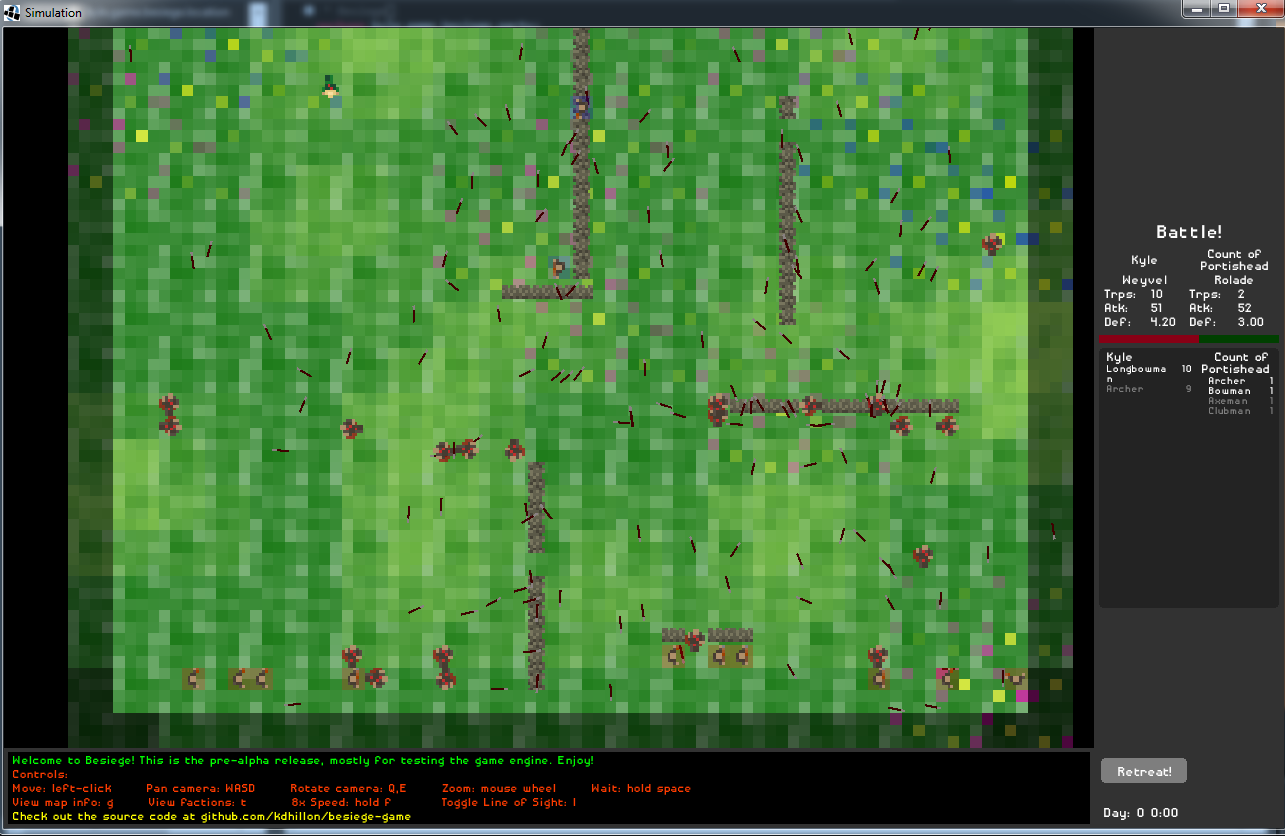 Simulation
Battle!
Kyle
Count of
Portishead
Weyvel
Rolade
Trps: 10 Trps: 2
Atk: 51 Atk: 52
Def: 4.20 Def: 3.00
Kyle
Count of
Portishead
Longbowma
n 10
Archer 9
Archer 1
Bowman 1
Axeman 1
Clubman 1
Welcome to Besiege! This is the pre-alpha release, mostly for testing the game engine. Enjoy!
Controls:
Move: left-click Pan camera: WASD Rotate camera: Q,E Zoom: mouse wheel Wait: hold space
View map info: g View factions: t 8x Speed: hold f Toggle Line of Sight: l
Check out the source code at github.com/kdhillon/besiege-game
Retreat!
Day: 0 0:00